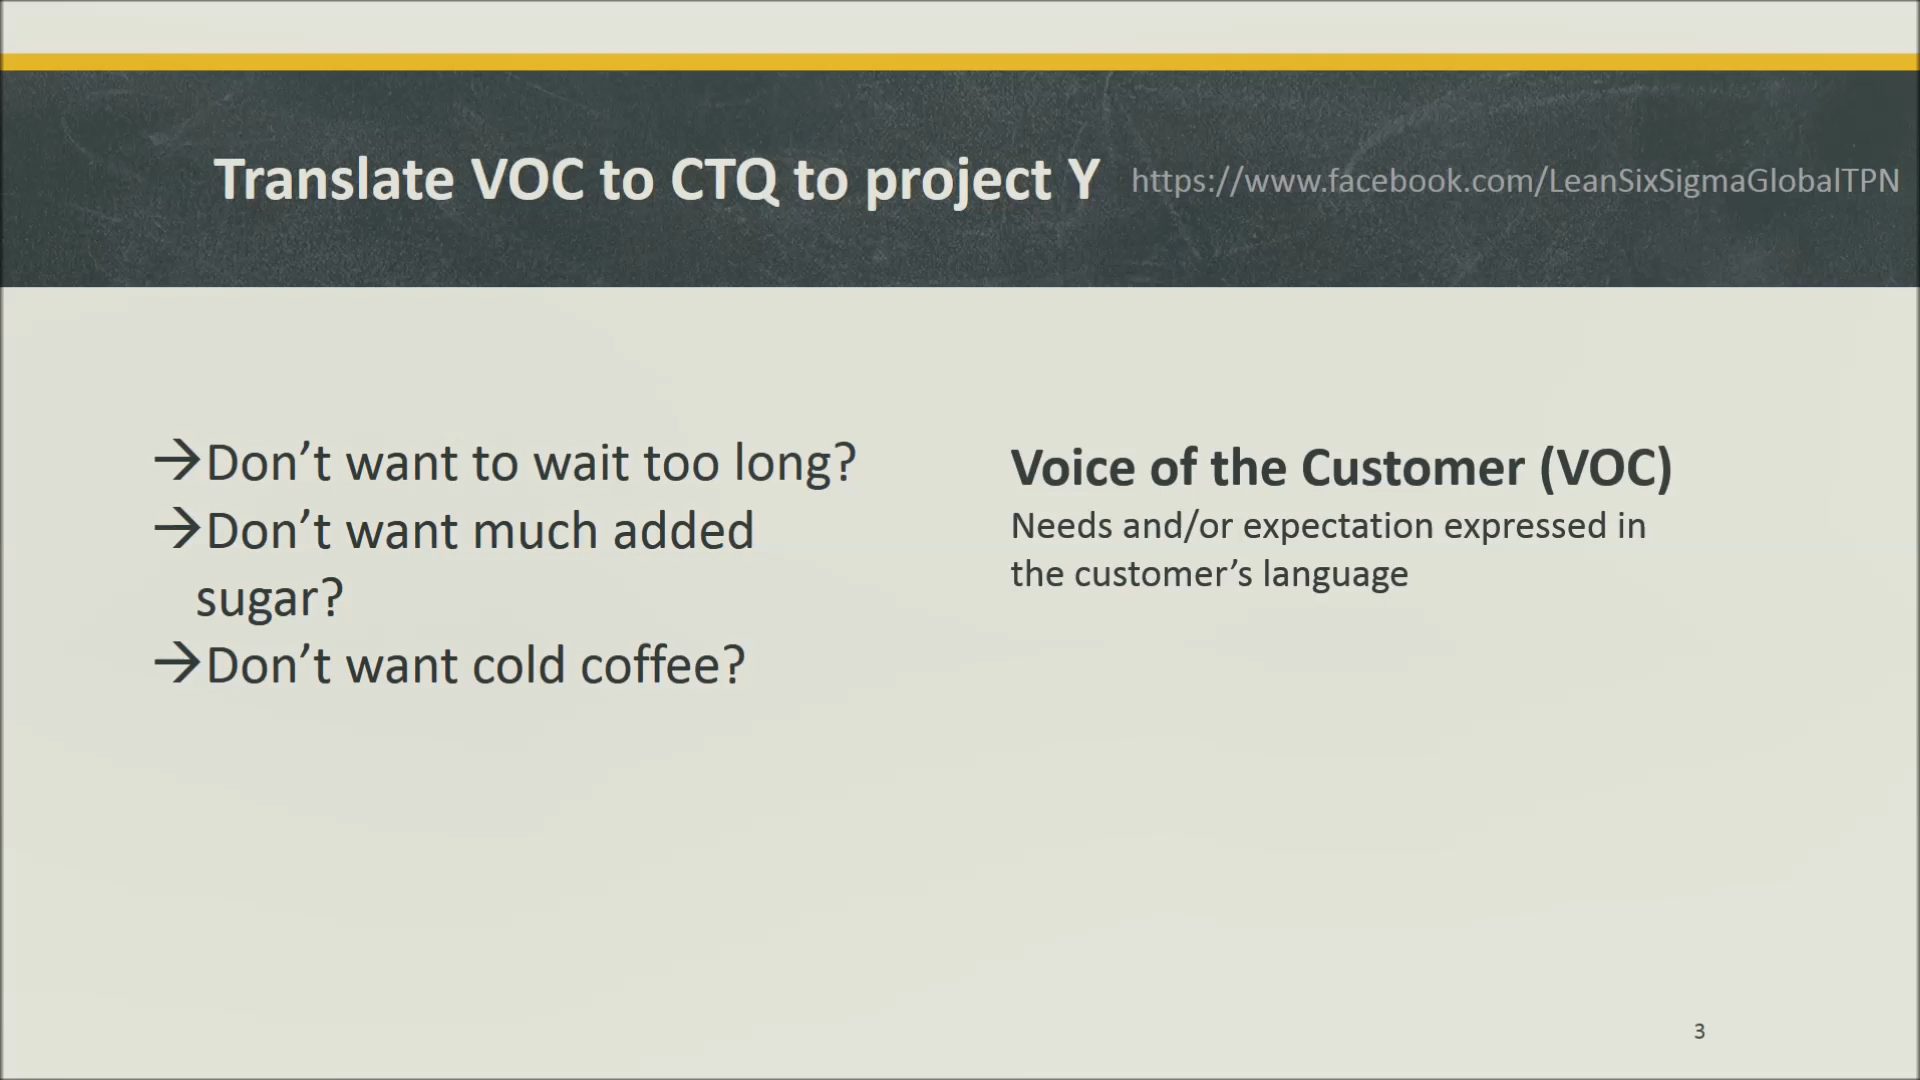 Translate VOC to CTQ to project Y
https://www.facebook.com/LeanSixSigmaGlobalTPN
→Don’t want to wait too long?
→Don’t want much added
sugar?
→Don’t want cold coffee?
Voice of the Customer (VOC)
Needs and/or expectation expressed in
the customer’s language
3